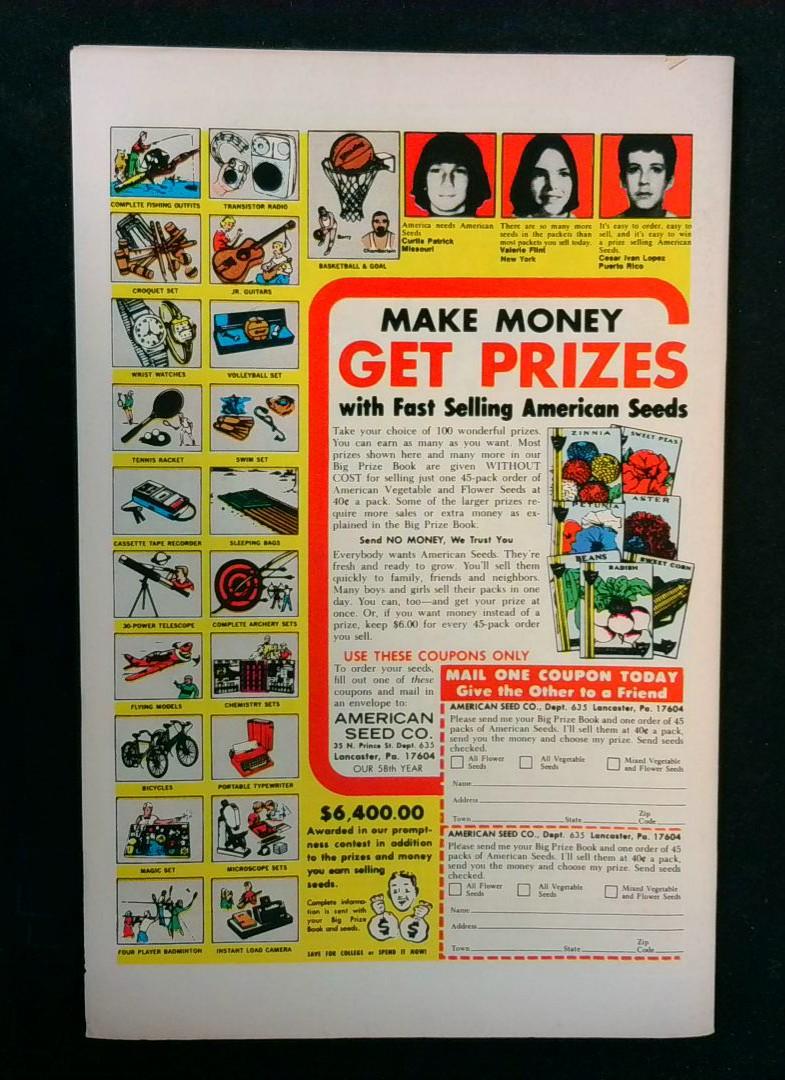 COMPLETE FISHING OUTFITS
TRANSISTOR RADIO
CROQUET SET
JR. GUITARS
WRIST WATCHES
VOLLEYBALL SET
TENNIS RACKET
SWIM SET
CASSETTE TAPE RECORDER
SLEEPING BAGS
30-POWER TELESCOPE
COMPLETE ARCHERY SETS
FLYING MODELS
CHEMISTRY SETS
BICYCLES
PORTABLE TYPEWRITER
MAGIC SET
MICROSCOPE SETS
FOUR PLAYER BADMINTON
INSTANT LOAD CAMERA
Barry
Chamberlain
BASKETBALL & GOAL
America needs American
Seeds
Curtis Patrick
Missouri
There are so many more
seeds in the packets than
most packets you sell today.
Valerie Flint
New York
It's easy to order, easy to
sell, and it's easy to win
a prize selling American
Seeds.
Cesar Ivan Lopez
Puerto Rico
MAKE MONEY
GET PRIZES
with Fast Selling American Seeds
Take your choice of 100 wonderful prizes.
You can earn as many as you want. Most
prizes shown here and many more in our
Big Prize Book are given WITHOUT
COST for selling just one 45-pack order of
American Vegetable and Flower Seeds at
40¢ a pack. Some of the larger prizes re-
quire more sales or extra money as ex-
plained in the Big Prize Book.
Send NO MONEY, We Trust You
Everybody wants American Seeds. They're
fresh and ready to grow. You'll sell them
quickly to family, friends and neighbors.
Many boys and girls sell their packs in one
day. You can, too—and get your prize at
once. Or, if you want money instead of a
prize, keep $6.00 for every 45-pack order
you sell.
ZINNIA
SWEET PEAS
PETUNIA
ASTER
BEANS
RADISH
SWEET CORN
USE THESE COUPONS ONLY
To order your seeds,
fill out one of these
coupons and mail in
an envelope to:
AMERICAN
SEED CO.
35 N. Prince St. Dept. 635
Lancaster, Pa. 17604
OUR 58th YEAR
$6,400.00
Awarded in our prompt-
ness contest in addition
to the prizes and money
you earn selling
seeds.
Complete informa-
tion is sent with
your Big Prize
Book and seeds.
$ $
SAVE FOR COLLEGE or SPEND IT NOW!
MAIL ONE COUPON TODAY
Give the Other to a Friend
AMERICAN SEED CO., Dept. 635 Lancaster, Pa. 17604
Please send me your Big Prize Book and one order of 45
packs of American Seeds. I'll sell them at 40¢ a pack,
send you the money and choose my prize. Send seeds
checked.
All Flower Seeds
All Vegetable Seeds
Mixed Vegetable and Flower Seeds
Name
Address
Town State Zip Code
AMERICAN SEED CO., Dept. 635 Lancaster, Pa. 17604
Please send me your Big Prize Book and one order of 45
packs of American Seeds. I'll sell them at 40¢ a pack,
send you the money and choose my prize. Send seeds
checked.
All Flower Seeds
All Vegetable Seeds
Mixed Vegetable and Flower Seeds
Name
Address
Town State Zip Code